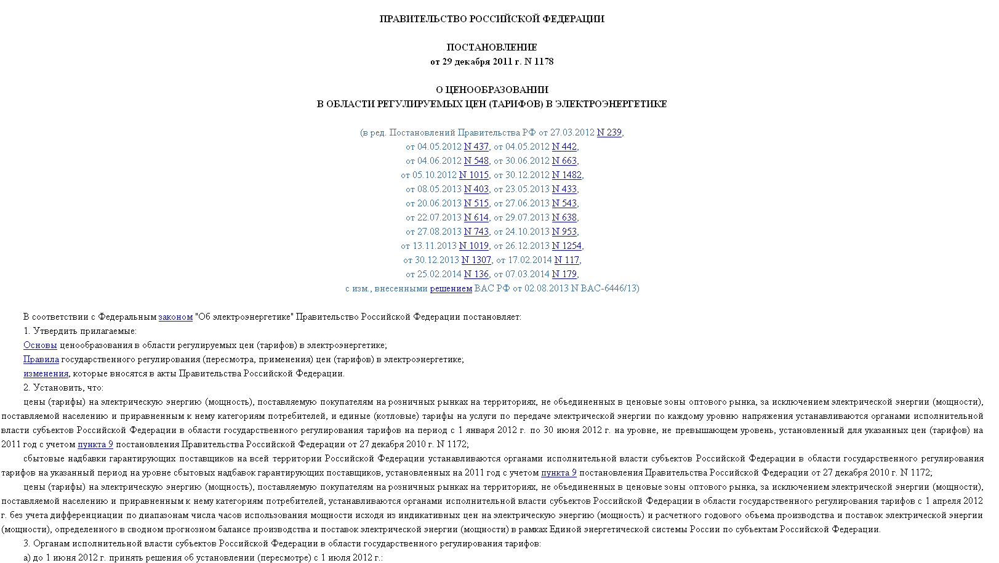 ПРАВИТЕЛЬСТВО РОССИЙСКОЙ ФЕДЕРАЦИИ
ПОСТАНОВЛЕНИЕ
от 29 декабря 2011 г. N 1178
О ЦЕНООБРАЗОВАНИИ
В ОБЛАСТИ РЕГУЛИРУЕМЫХ ЦЕН (ТАРИФОВ) В ЭЛЕКТРОЭНЕРГЕТИКЕ
(в ред. Постановлений Правительства РФ от 27.03.2012 N 239,
от 04.05.2012 N 437, от 04.05.2012 N 442,
от 04.06.2012 N 548, от 30.06.2012 N 663,
от 05.10.2012 N 1015, от 30.12.2012 N 1482,
от 08.05.2013 N 403, от 23.05.2013 N 433,
от 20.06.2013 N 515, от 27.06.2013 N 543,
от 22.07.2013 N 614, от 29.07.2013 N 638,
от 27.08.2013 N 743, от 24.10.2013 N 953,
от 13.11.2013 N 1019, от 26.12.2013 N 1254,
от 30.12.2013 N 1307, от 17.02.2014 N 117,
от 25.02.2014 N 136, от 07.03.2014 N 179,
с изм., внесенными решением ВАС РФ от 02.08.2013 N ВАС-6446/13)
В соответствии с Федеральным законом "Об электроэнергетике" Правительство Российской Федерации постановляет:
1. Утвердить прилагаемые:
Основы ценообразования в области регулируемых цен (тарифов) в электроэнергетике;
Правила государственного регулирования (пересмотра, применения) цен (тарифов) в электроэнергетике;
изменения, которые вносятся в акты Правительства Российской Федерации.
2. Установить, что:
цены (тарифы) на электрическую энергию (мощность), поставляемую покупателям на розничных рынках на территориях, не объединенных в ценовые зоны оптового рынка, за исключением электрической энергии (мощности),
поставляемой населению и приравненным к нему категориям потребителей, и единые (котловые) тарифы на услуги по передаче электрической энергии по каждому уровню напряжения устанавливаются органами исполнительной
власти субъектов Российской Федерации в области государственного регулирования тарифов на период с 1 января 2012 г. по 30 июня 2012 г. на уровне, не превышающем уровень, установленный для указанных цен (тарифов) на
2011 год с учетом пункта 9 постановления Правительства Российской Федерации от 27 декабря 2010 г. N 1172;
сбытовые надбавки гарантирующих поставщиков на всей территории Российской Федерации устанавливаются органами исполнительной власти субъектов Российской Федерации в области государственного регулирования
тарифов на указанный период на уровне сбытовых надбавок гарантирующих поставщиков, установленных на 2011 год с учетом пункта 9 постановления Правительства Российской Федерации от 27 декабря 2010 г. N 1172;
цены (тарифы) на электрическую энергию (мощность), поставляемую покупателям на розничных рынках на территориях, не объединенных в ценовые зоны оптового рынка, за исключением электрической энергии (мощности),
поставляемой населению и приравненным к нему категориям потребителей, устанавливаются органами исполнительной власти субъектов Российской Федерации в области государственного регулирования тарифов с 1 апреля 2012
г. без учета дифференциации по диапазонам числа часов использования мощности исходя из индикативных цен на электрическую энергию (мощность) и расчетного годового объема производства и поставок электрической энергии
(мощности), определенного в сводном прогнозном балансе производства и поставок электрической энергии (мощности) в рамках Единой энергетической системы России по субъектам Российской Федерации.
3. Органам исполнительной власти субъектов Российской Федерации в области государственного регулирования тарифов:
а) до 1 июня 2012 г. принять решения об установлении (пересмотре) с 1 июля 2012 г.: